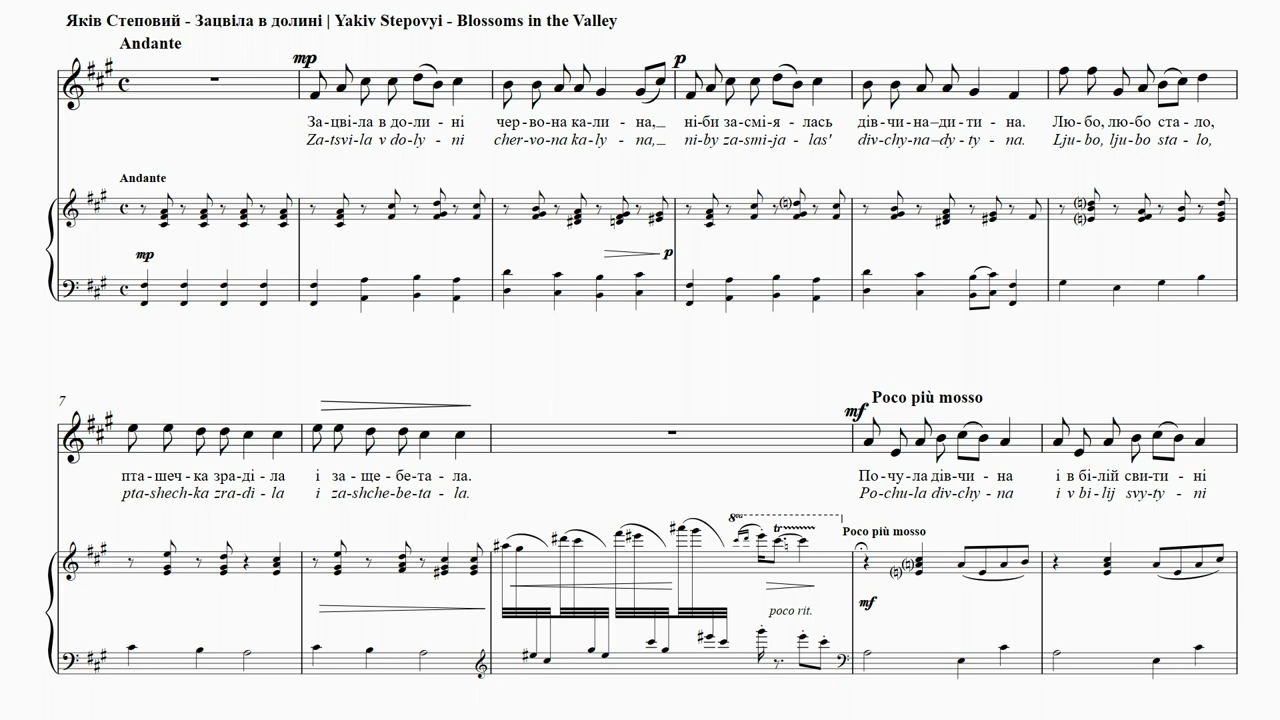 Яків Степовий - Зацвіла в долині | Yakiv Stepovyi - Blossoms in the Valley
Andante
mp
p
За-цві-ла в до-ли - ні чер-во-на ка-ли - на,_ ні-би за-смі-я - лась дів-чи-на–ди-ти - на. Лю-бо, лю-бо ста-ло,
Za-tsvi-la v do-ly - ni cher-vo-na ka-ly - na,_ ni-by za-smi-ja - las' div-chy-na–dy-ty - na. Lju-bo, lju-bo sta-lo,
Andante
mp
p
7
mf Poco più mosso
пта-шеч-ка зра-ді-ла і за-ще-бе-та-ла. По-чу-ла дів-чи-на і в бі-лій сви-ти - ні
pta-shech-ka zra-di-la i za-shche-be-ta-la. Po-chu-la div-chy-na i v bi-lij svy-ty - ni
8va
tr
Poco più mosso
mf
poco rit.